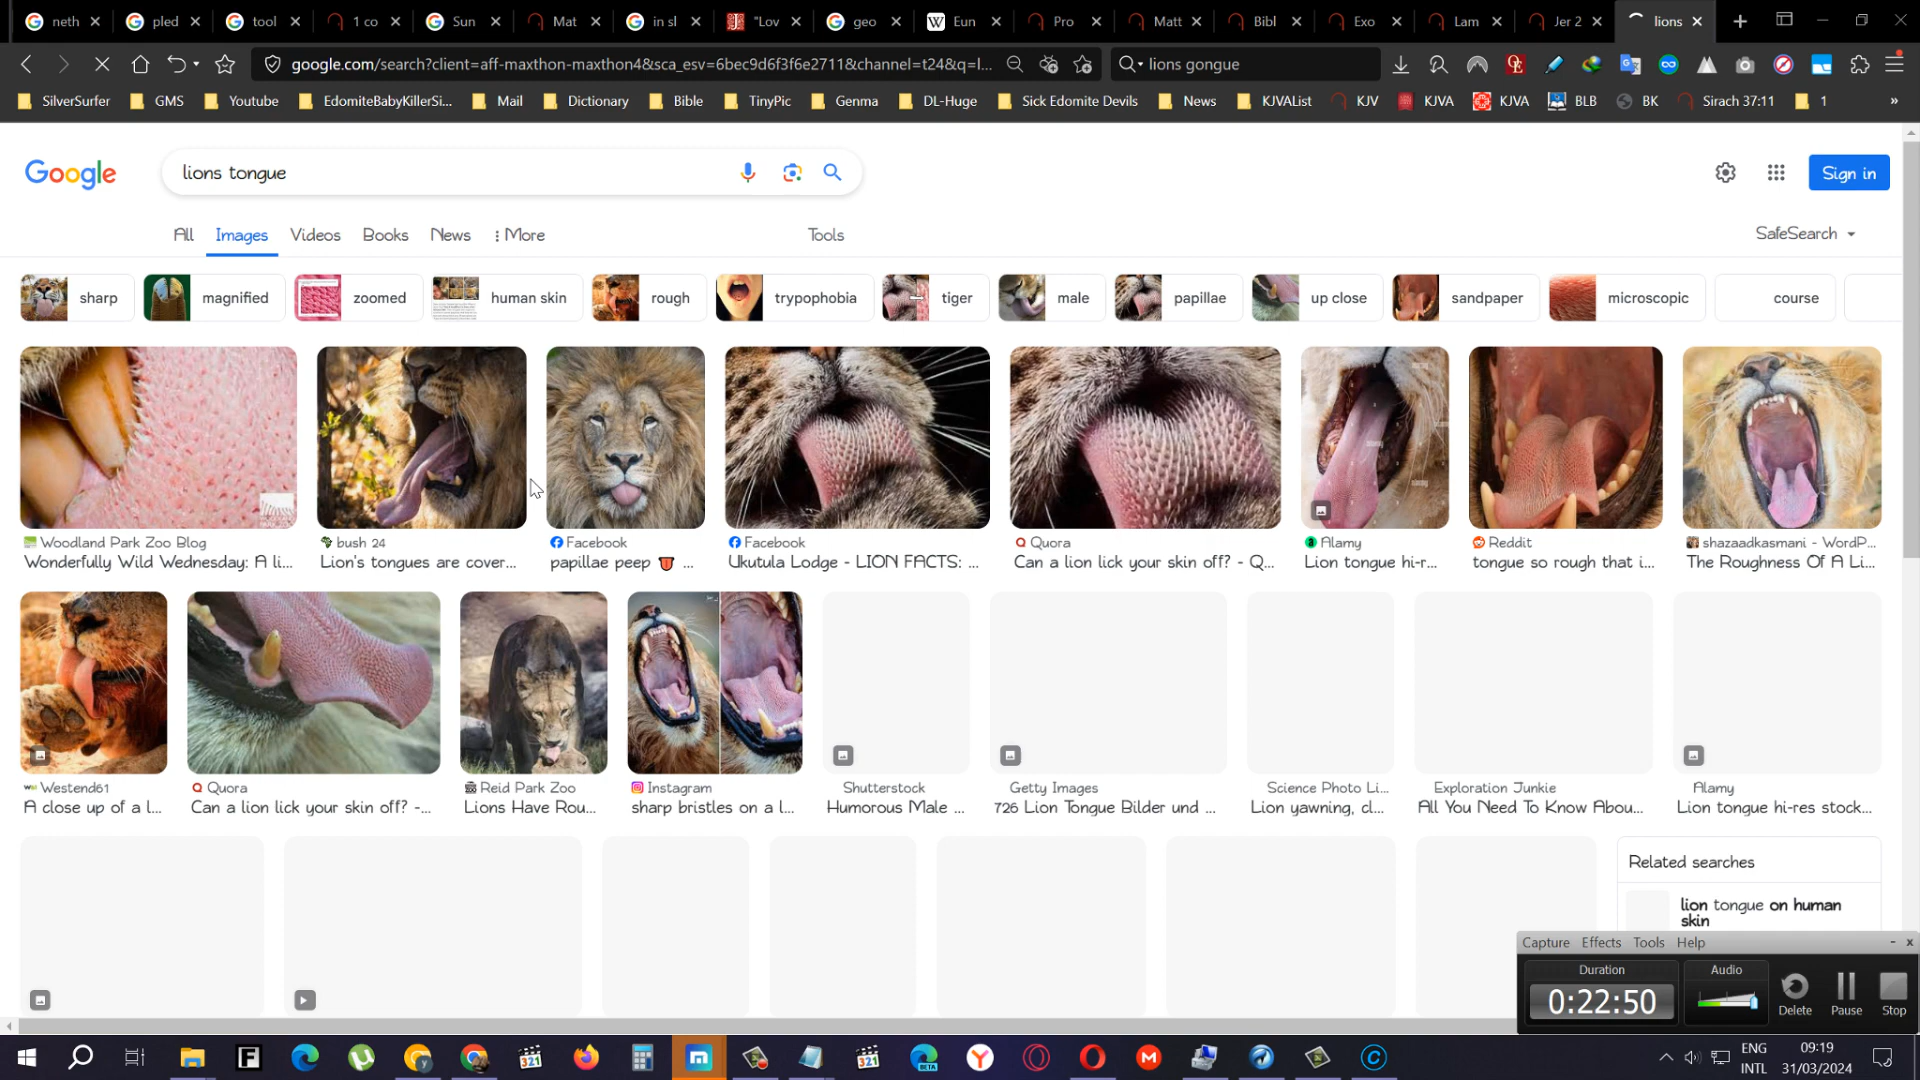 neth
pled
tool
1 co
Sun
Mat
in sl
"Lov
geo
Eun
Pro
Matt
Bibl
Exo
Lam
Jer 2
lions
google.com/search?client=aff-maxthon-maxthon4&sca_esv=6bec9d6f3f6e2711&channel=t24&q=l...
lions gongue
SilverSurfer
GMS
Youtube
EdomiteBabyKillerSi...
Mail
Dictionary
Bible
TinyPic
Genma
DL-Huge
Sick Edomite Devils
News
KJVAList
KJV
KJVA
KJVA
BLB
BK
Sirach 37:11
1
»
Google
lions tongue
Sign in
All
Images
Videos
Books
News
More
Tools
SafeSearch
sharp
magnified
zoomed
human skin
rough
trypophobia
tiger
male
papillae
up close
sandpaper
microscopic
course
Woodland Park Zoo Blog
Wonderfully Wild Wednesday: A li...
bush 24
Lion's tongues are cover...
Facebook
papillae peep 👅 ...
Facebook
Ukutula Lodge - LION FACTS: ...
Quora
Can a lion lick your skin off? - Q...
Alamy
Lion tongue hi-r...
Reddit
tongue so rough that i...
shazaadkasmani - WordP...
The Roughness Of A Li...
Westend61
A close up of a l...
Quora
Can a lion lick your skin off? -...
Reid Park Zoo
Lions Have Rou...
Instagram
sharp bristles on a l...
Shutterstock
Humorous Male ...
Getty Images
726 Lion Tongue Bilder und ...
Science Photo Li...
Lion yawning, cl...
Exploration Junkie
All You Need To Know Abou...
Alamy
Lion tongue hi-res stock...
Related searches
lion tongue on human
skin
Capture Effects Tools Help
Duration
0:22:50
Audio
Delete
Pause
Stop
ENG
INTL
09:19
31/03/2024